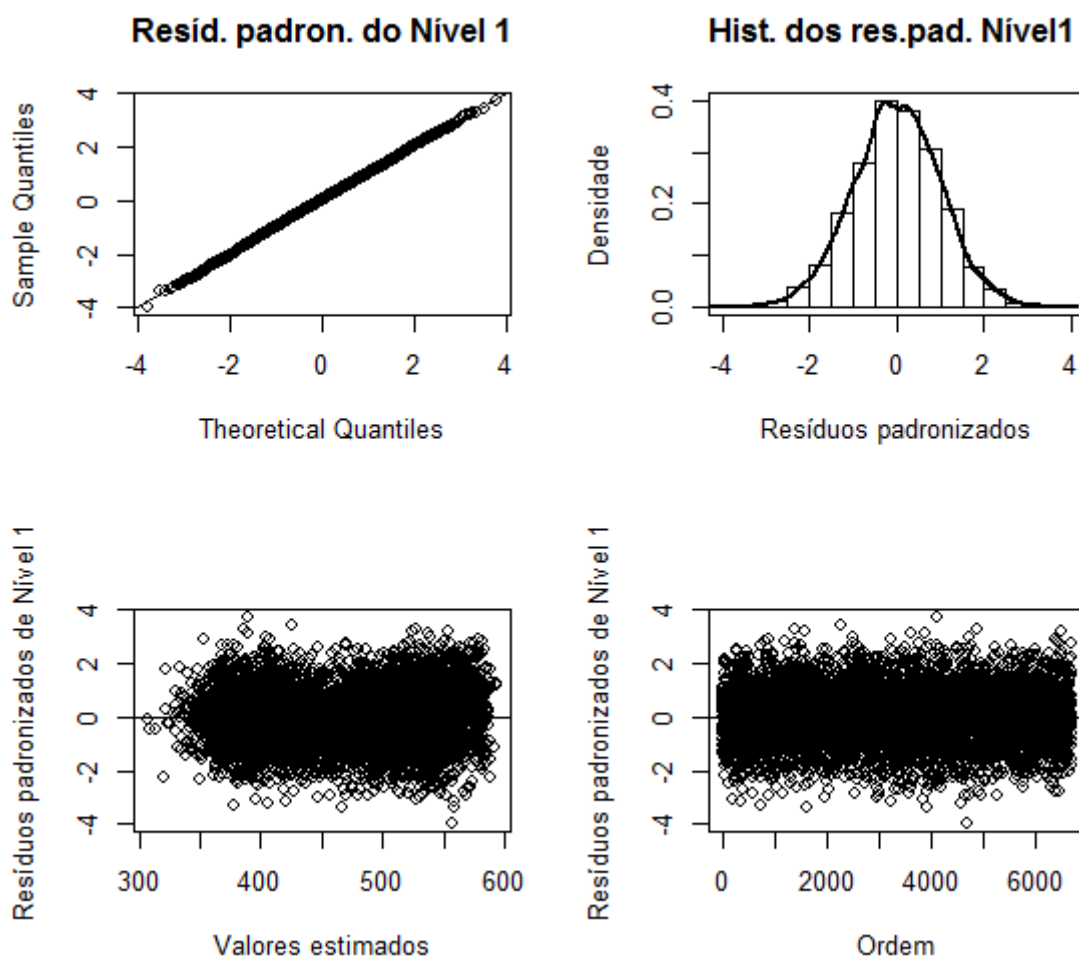 Resíd. padron. do Nível 1
Sample Quantiles
4
2
0
-2
-4
-4 -2 0 2 4
Theoretical Quantiles
Hist. dos res.pad. Nível1
Densidade
0.4
0.2
0.0
-4 -2 0 2 4
Resíduos padronizados
Resíduos padronizados de Nível 1
4
2
0
-2
-4
300 400 500 600
Valores estimados
Resíduos padronizados de Nível 1
4
2
0
-2
-4
0 2000 4000 6000
Ordem